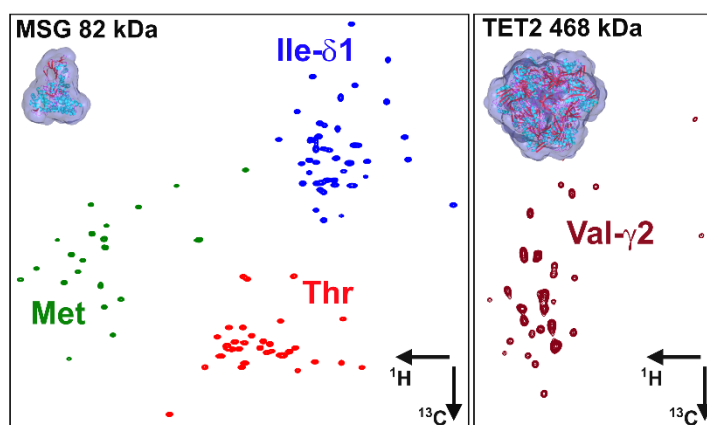 MSG 82 kDa
Ile-δ1
Met
Thr
¹H
¹³C
TET2 468 kDa
Val-γ2
¹H
¹³C